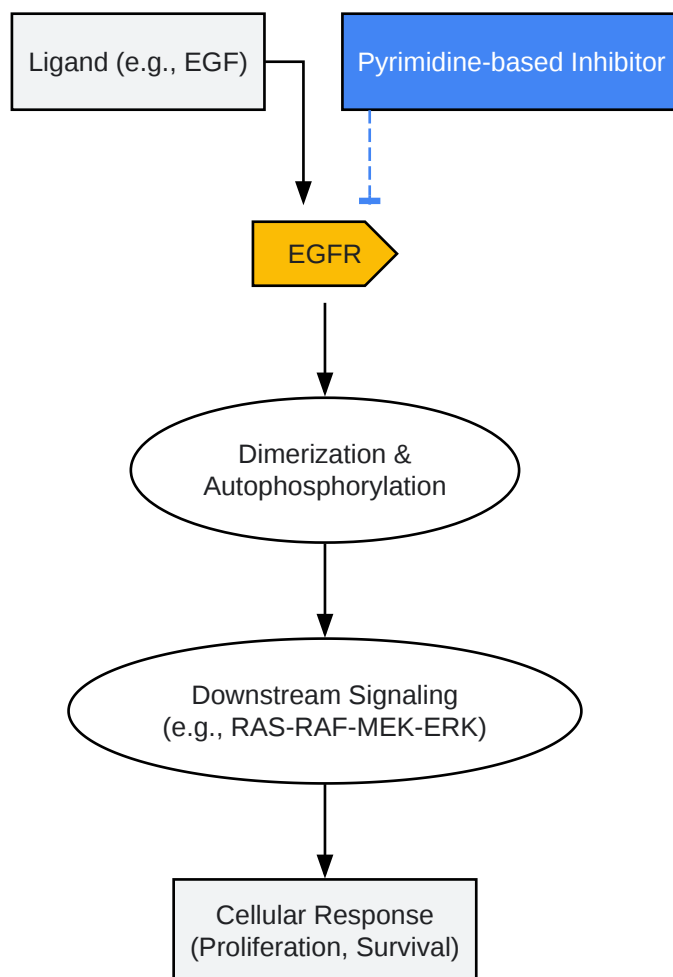 Ligand (e.g., EGF)
Pyrimidine-based Inhibitor
EGFR
Dimerization &
Autophosphorylation
Downstream Signaling
(e.g., RAS-RAF-MEK-ERK)
Cellular Response
(Proliferation, Survival)